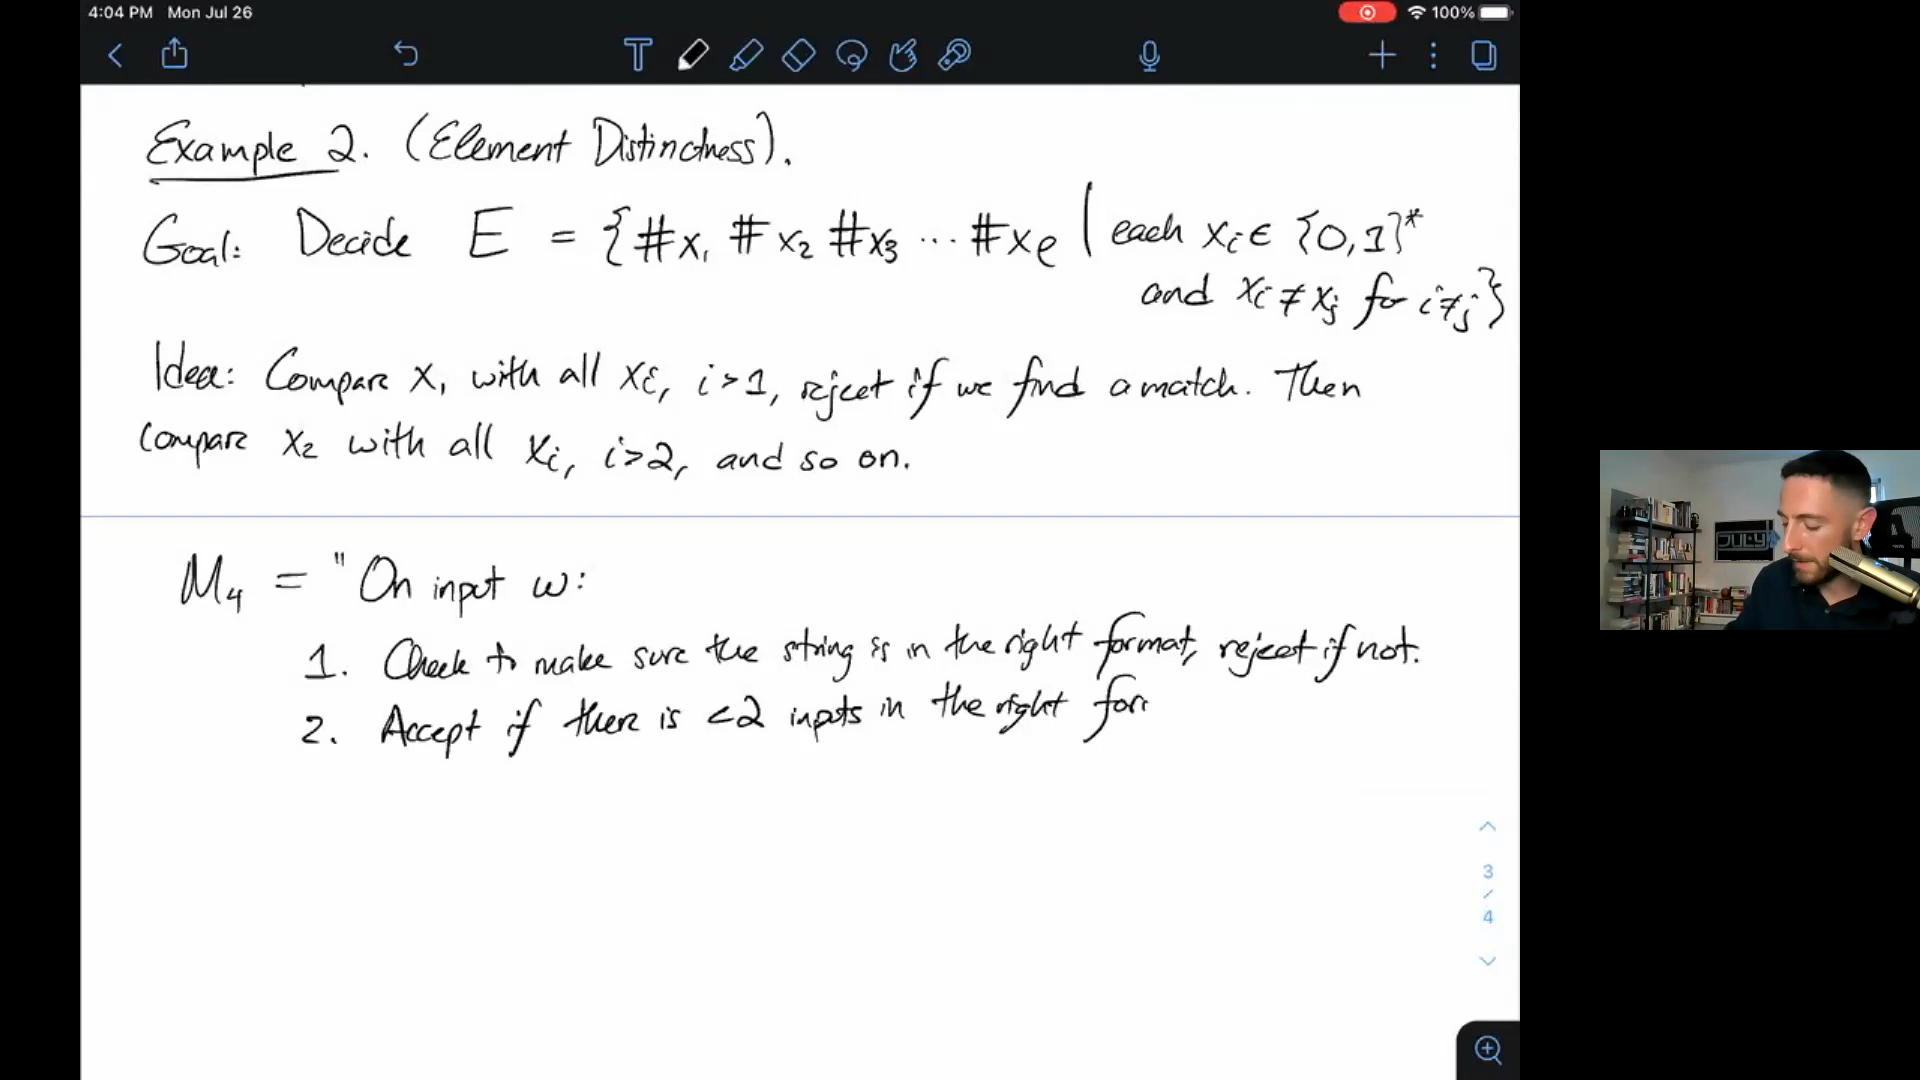 4:04 PM Mon Jul 26
100%
Example 2. (Element Distinctness).
Goal: Decide E = {#x₁ #x₂ #x₃ ... #xₑ | each xᵢ ∈ {0,1}*
and xᵢ ≠ xⱼ for i≠j}
Idea: Compare x₁ with all xᵢ, i>1, reject if we find a match. Then
compare x₂ with all xᵢ, i>2, and so on.
M₄ = "On input w:
1. Check to make sure the string is in the right format, reject if not.
2. Accept if there is <2 inputs in the right for
3
/
4